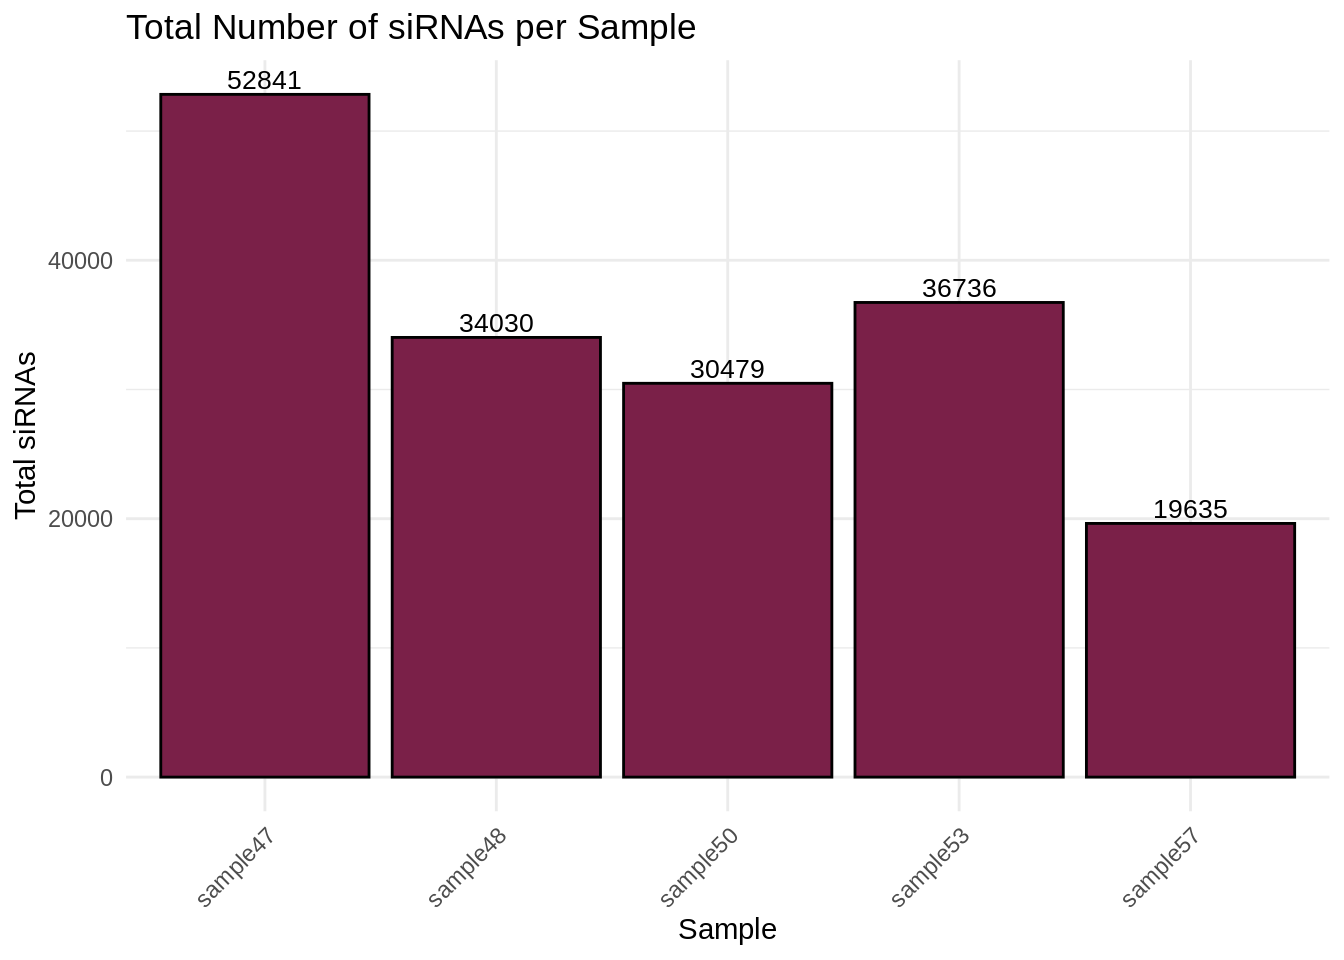 Total Number of siRNAs per Sample
52841
34030
30479
36736
19635
40000
20000
0
Total siRNAs
sample47
sample48
sample50
sample53
sample57
Sample